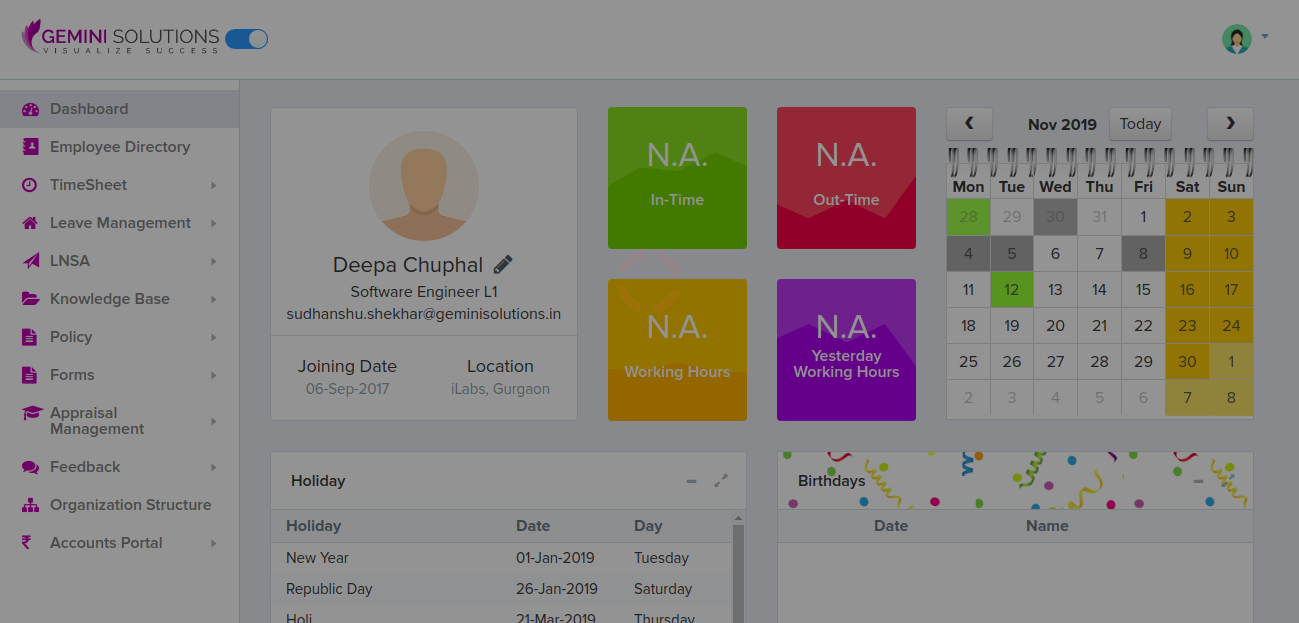 GEMINI SOLUTIONS
VISUALIZE SUCCESS
Dashboard
Employee Directory
TimeSheet
Leave Management
LNSA
Knowledge Base
Policy
Forms
Appraisal
Management
Feedback
Organization Structure
Accounts Portal
Deepa Chuphal
Software Engineer L1
sudhanshu.shekhar@geminisolutions.in
Joining Date Location
06-Sep-2017 iLabs, Gurgaon
N.A.
In-Time
N.A.
Out-Time
N.A.
Working Hours
N.A.
Yesterday
Working Hours
Nov 2019 Today
Mon Tue Wed Thu Fri Sat Sun
28 29 30 31 1 2 3
4 5 6 7 8 9 10
11 12 13 14 15 16 17
18 19 20 21 22 23 24
25 26 27 28 29 30 1
2 3 4 5 6 7 8
Holiday
Holiday Date Day
New Year 01-Jan-2019 Tuesday
Republic Day 26-Jan-2019 Saturday
Holi 21-Mar-2019 Thursday
Birthdays
Date Name